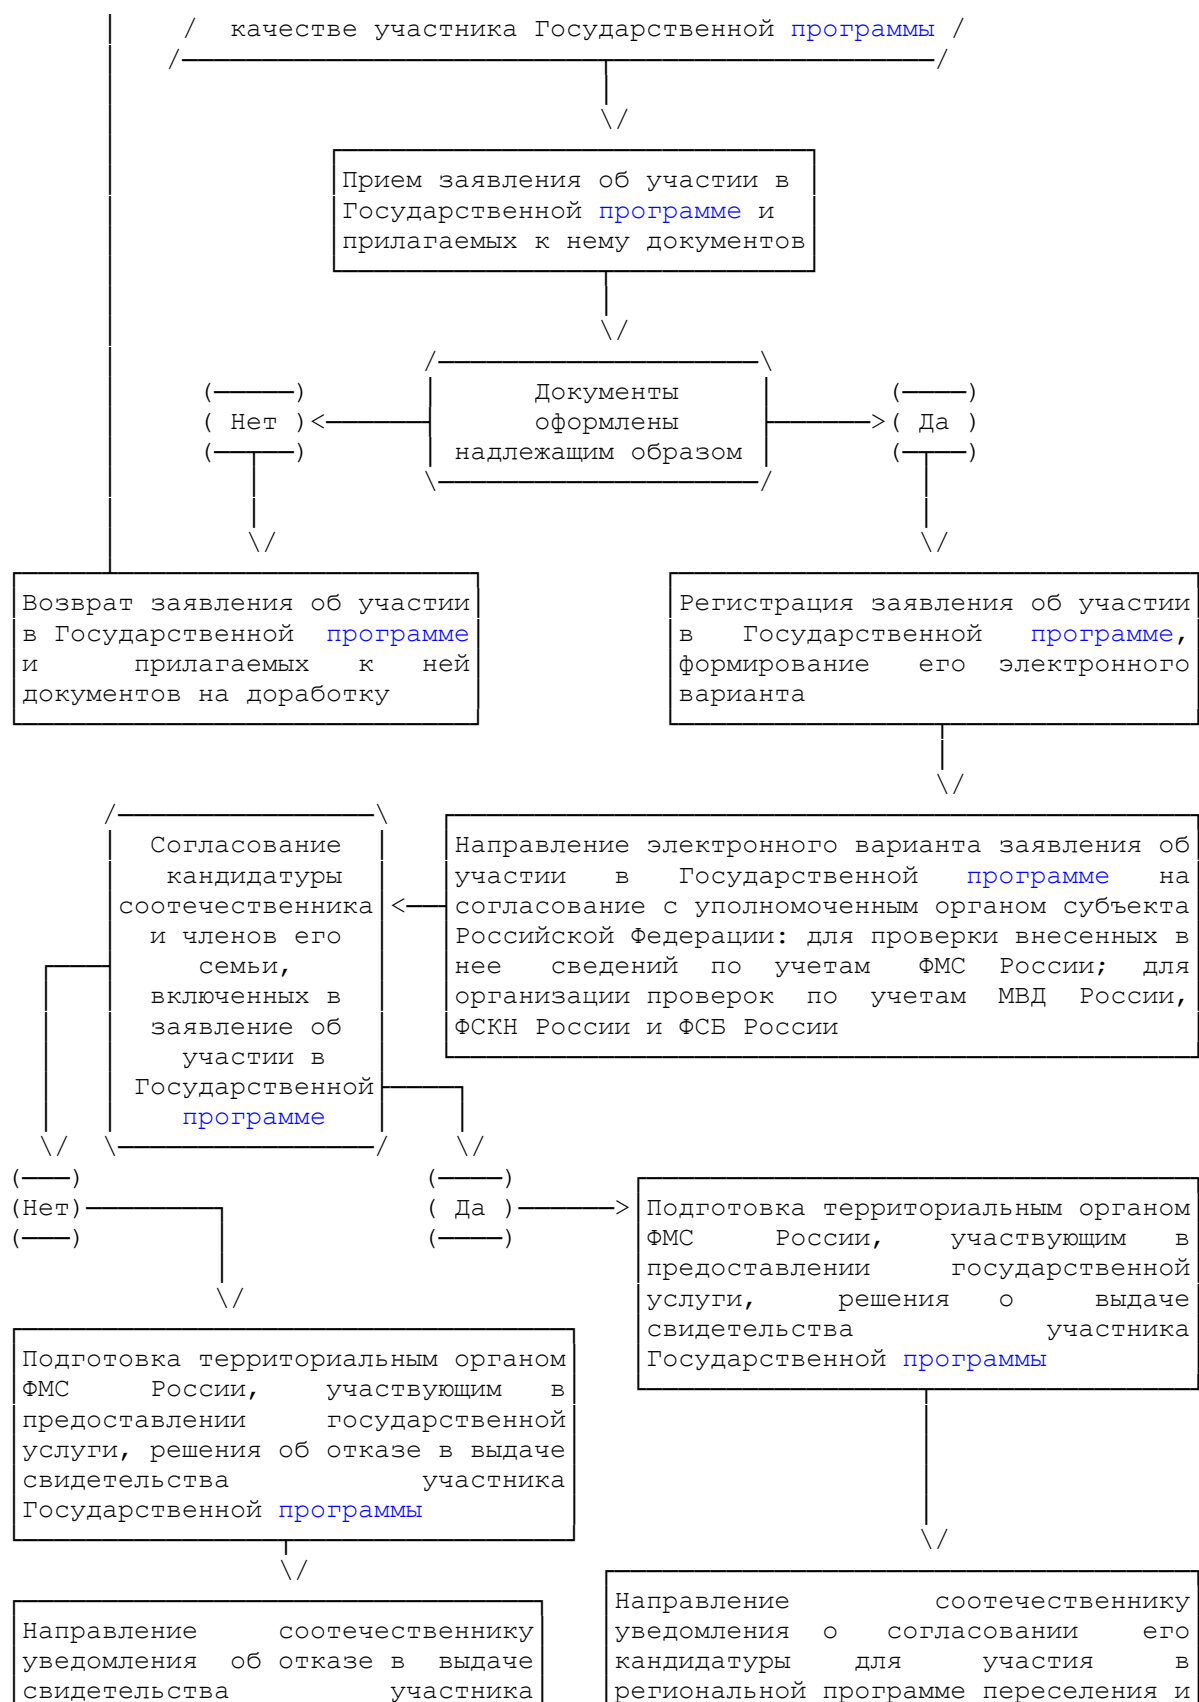 качестве участника Государственной программы
Прием заявления об участии в
Государственной программе и
прилагаемых к нему документов
Документы
оформлены
надлежащим образом
Нет
Да
Возврат заявления об участии
в Государственной программе
и прилагаемых к ней
документов на доработку
Регистрация заявления об участии
в Государственной программе,
формирование его электронного
варианта
Направление электронного варианта заявления об
участии в Государственной программе на
согласование с уполномоченным органом субъекта
Российской Федерации: для проверки внесенных в
нее сведений по учетам ФМС России; для
организации проверок по учетам МВД России,
ФСКН России и ФСБ России
Согласование
кандидатуры
соотечественника
и членов его
семьи,
включенных в
заявление об
участии в
Государственной
программе
(Нет)
( Да )
Подготовка территориальным органом
ФМС России, участвующим в
предоставлении государственной
услуги, решения о выдаче
свидетельства участника
Государственной программы
Подготовка территориальным органом
ФМС России, участвующим в
предоставлении государственной
услуги, решения об отказе в выдаче
свидетельства участника
Государственной программы
Направление соотечественнику
уведомления об отказе в выдаче
свидетельства участника
Направление соотечественнику
уведомления о согласовании его
кандидатуры для участия в
региональной программе переселения и